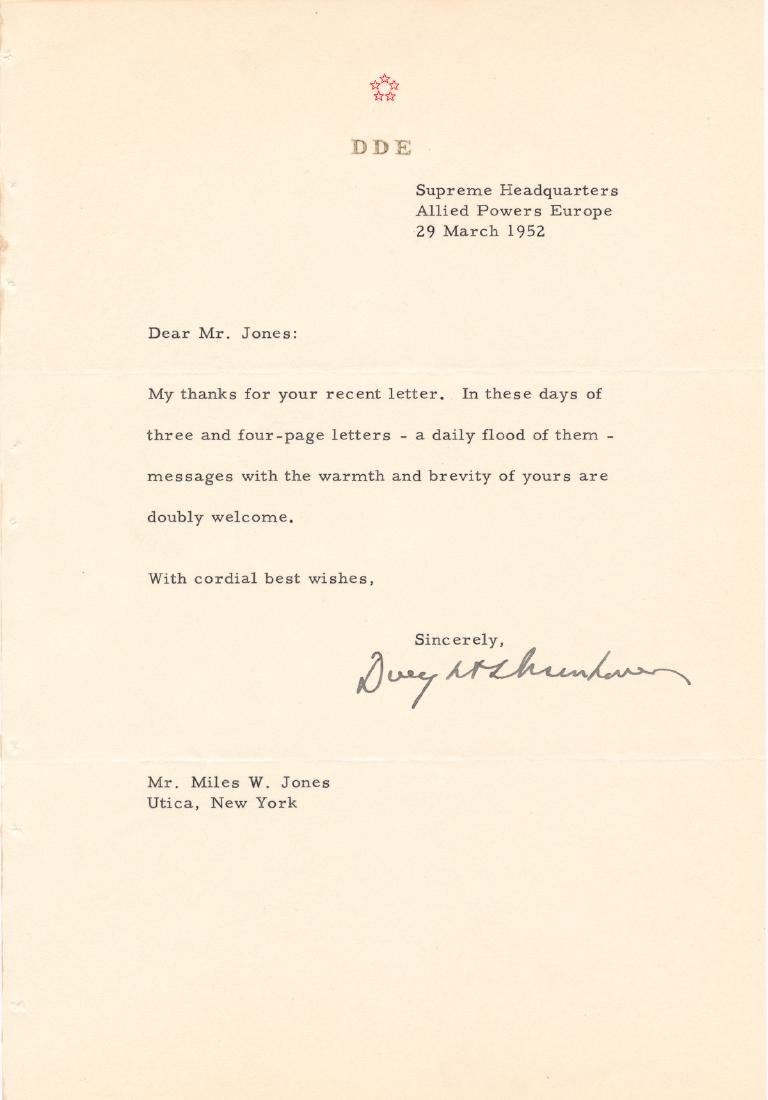 DDE
Supreme Headquarters
Allied Powers Europe
29 March 1952
Dear Mr. Jones:
My thanks for your recent letter. In these days of
three and four-page letters - a daily flood of them -
messages with the warmth and brevity of yours are
doubly welcome.
With cordial best wishes,
Sincerely,
Dwight D Eisenhower
Mr. Miles W. Jones
Utica, New York